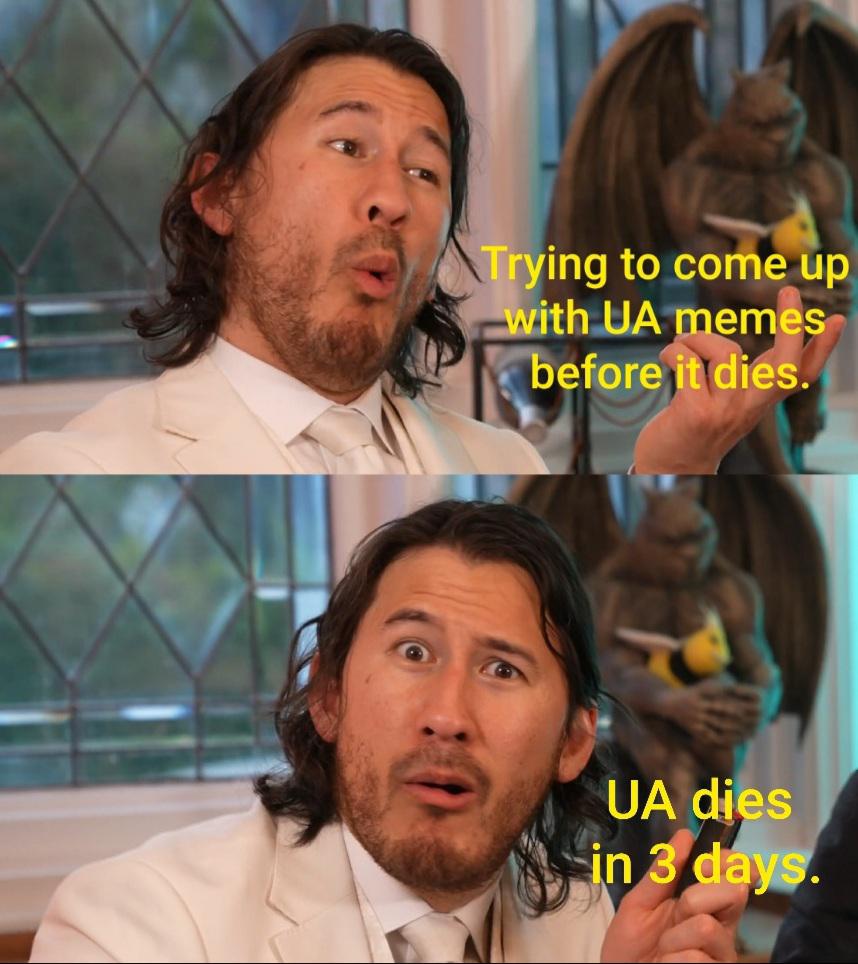 Trying to come up
with UA memes
before it dies.
UA dies
in 3 days.